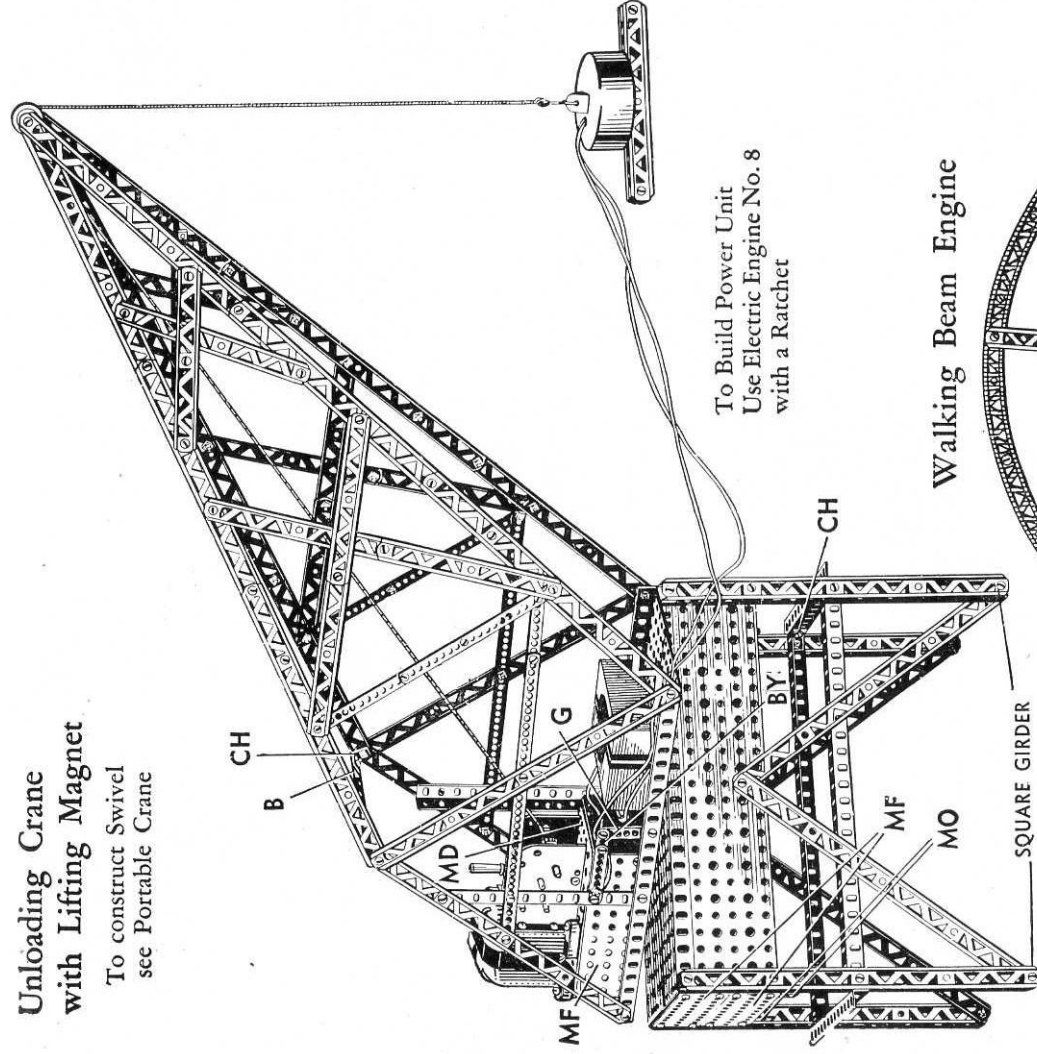 Unloading Crane
with Lifting Magnet
To construct Swivel
see Portable Crane
CH
B
MD
G
MF
BY
CH
MF
MO
SQUARE GIRDER
To Build Power Unit
Use Electric Engine No. 8
with a Ratchet
Walking Beam Engine